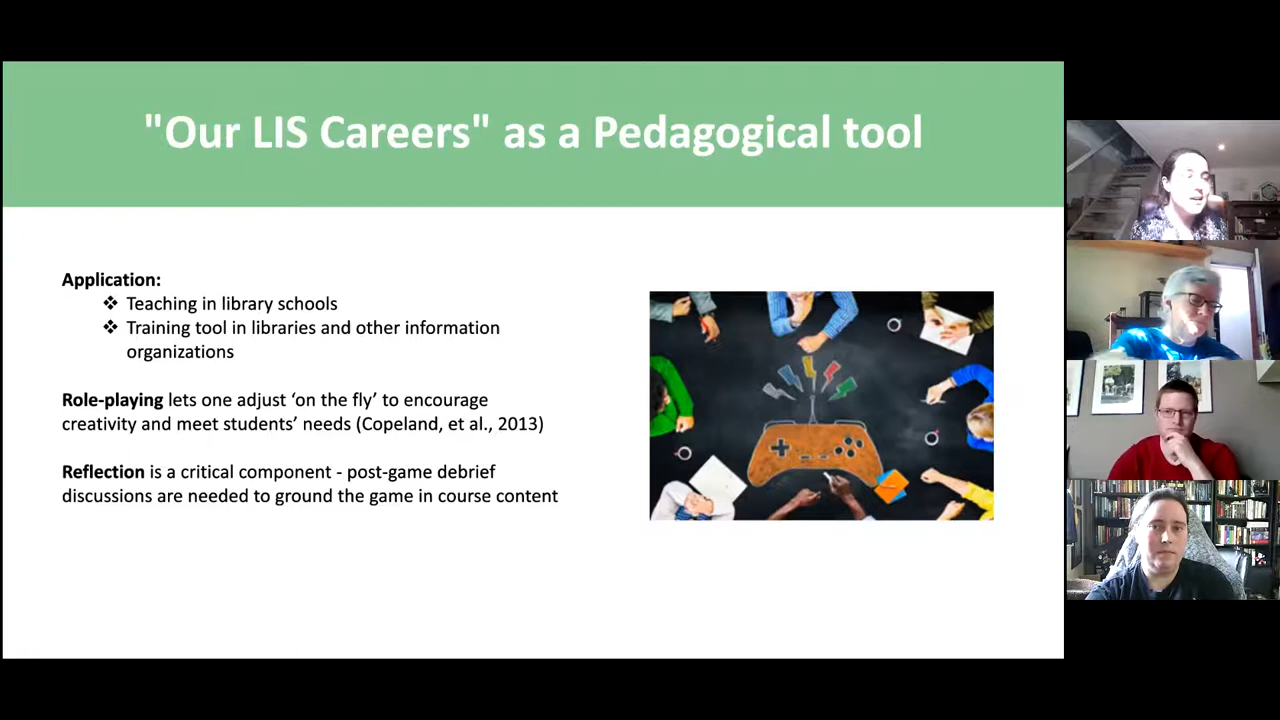 "Our LIS Careers" as a Pedagogical tool
Application:
❖ Teaching in library schools
❖ Training tool in libraries and other information
organizations
Role-playing lets one adjust ‘on the fly’ to encourage
creativity and meet students’ needs (Copeland, et al., 2013)
Reflection is a critical component - post-game debrief
discussions are needed to ground the game in course content